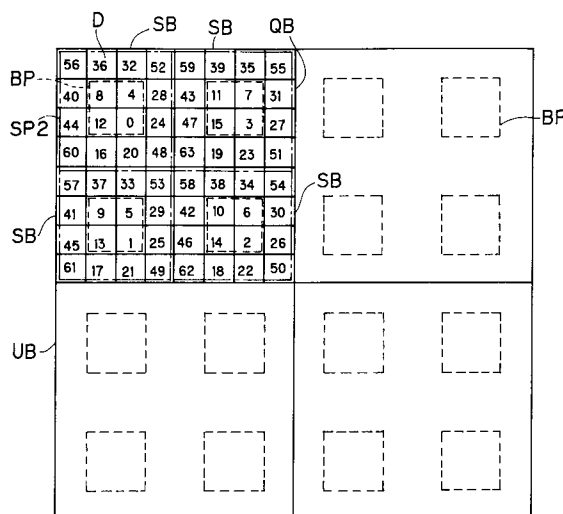 D SB SB QB
56 36 32 52 59 39 35 55
BP 40 8 4 28 43 11 7 31
SP2 44 12 0 24 47 15 3 27 BP
60 16 20 48 63 19 23 51
57 37 33 53 58 38 34 54
SB 41 9 5 29 42 10 6 30 SB
45 13 1 25 46 14 2 26
61 17 21 49 62 18 22 50
UB